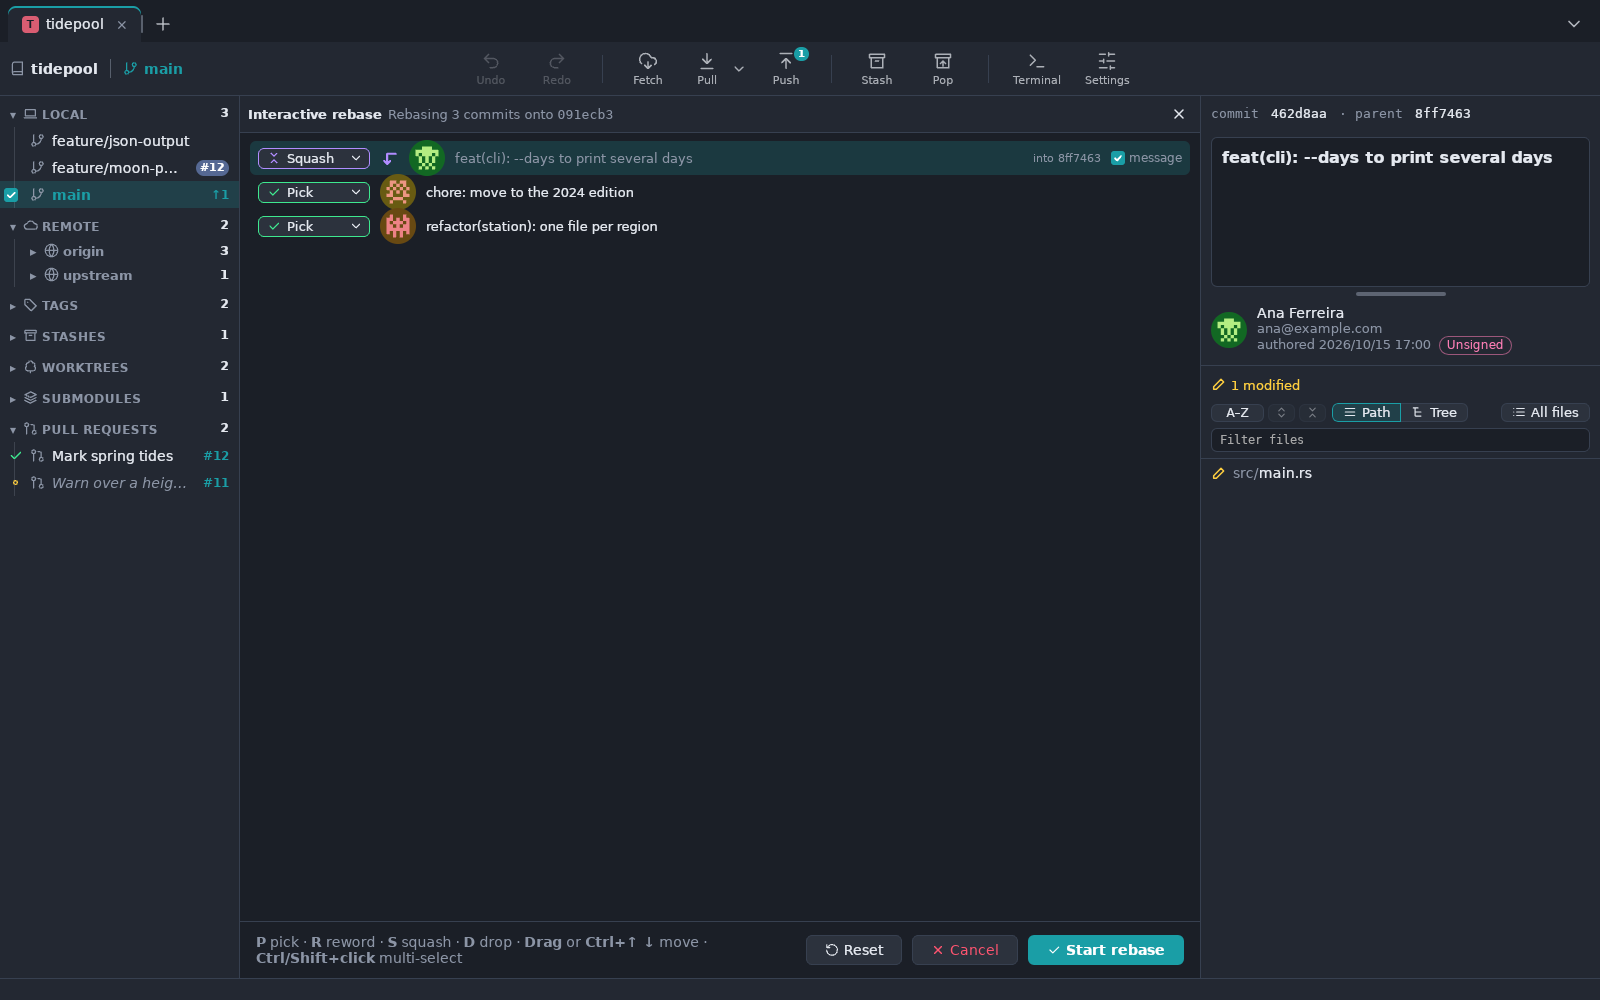 T tidepool
tidepool
main
Undo
Redo
Fetch
Pull
Push
1
Stash
Pop
Terminal
Settings
LOCAL 3
feature/json-output
feature/moon-p... #12
main ↑1
REMOTE 2
origin 3
upstream 1
TAGS 2
STASHES 1
WORKTREES 2
SUBMODULES 1
PULL REQUESTS 2
Mark spring tides #12
Warn over a heig... #11
Interactive rebase Rebasing 3 commits onto 091ecb3
Squash feat(cli): --days to print several days into 8ff7463 message
Pick chore: move to the 2024 edition
Pick refactor(station): one file per region
P pick · R reword · S squash · D drop · Drag or Ctrl+↑ ↓ move ·
Ctrl/Shift+click multi-select
Reset
Cancel
Start rebase
commit 462d8aa · parent 8ff7463
feat(cli): --days to print several days
Ana Ferreira
ana@example.com
authored 2026/10/15 17:00 Unsigned
1 modified
A–Z Path Tree All files
Filter files
src/main.rs